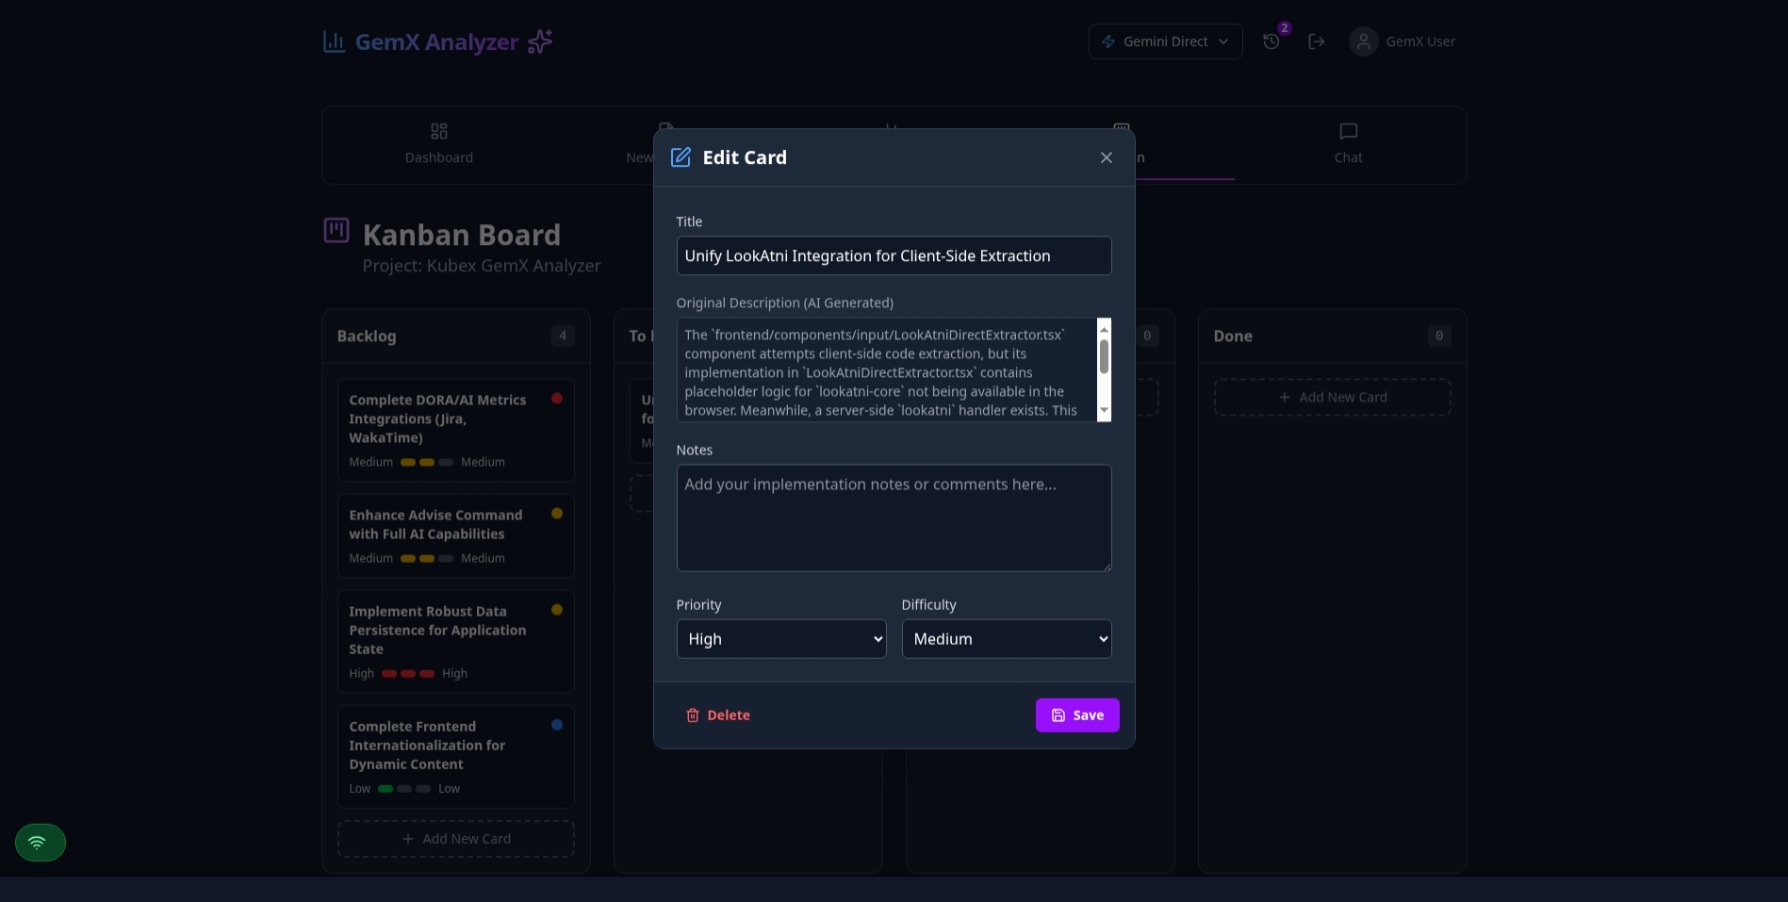 GemX Analyzer
Gemini Direct
2
GemX User
Dashboard
New
n
Chat
Kanban Board
Project: Kubex GemX Analyzer
Backlog
4
Complete DORA/AI Metrics
Integrations (Jira,
WakaTime)
Medium Medium
Enhance Advise Command
with Full AI Capabilities
Medium Medium
Implement Robust Data
Persistence for Application
State
High High
Complete Frontend
Internationalization for
Dynamic Content
Low Low
Add New Card
To
0
Done
0
Add New Card
Edit Card
Title
Unify LookAtni Integration for Client-Side Extraction
Original Description (AI Generated)
The `frontend/components/input/LookAtniDirectExtractor.tsx`
component attempts client-side code extraction, but its
implementation in `LookAtniDirectExtractor.tsx` contains
placeholder logic for `lookatni-core` not being available in the
browser. Meanwhile, a server-side `lookatni` handler exists. This
Notes
Add your implementation notes or comments here...
Priority
Difficulty
High
Medium
Delete
Save